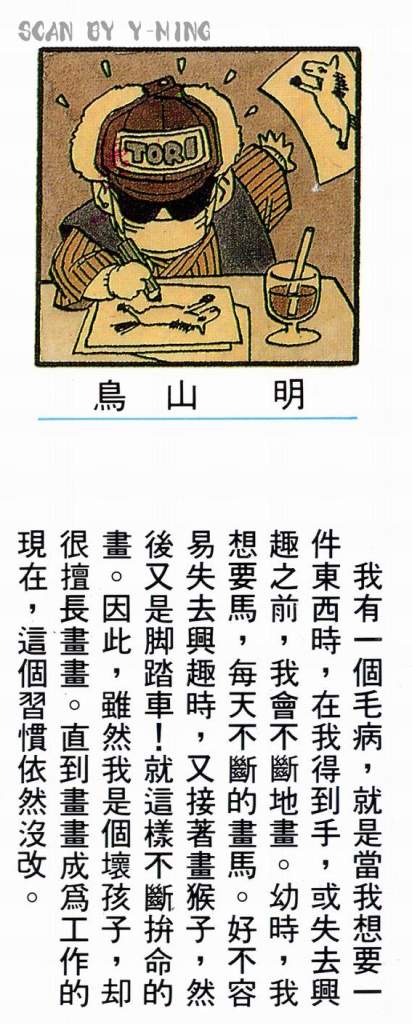 SCAN BY Y-MING
TORI
鳥山 明
我有一個毛病，就是當我想要一
件東西時，在我得到手，或失去興
趣之前，我會不斷地畫。幼時，我
想要馬，每天不斷的畫馬。好不容
易失去興趣時，又接著畫猴子，然
後又是脚踏車！就這樣不斷拚命的
畫。因此，雖然我是個壞孩子，却
很擅長畫畫。直到畫畫成爲工作的
現在，這個習慣依然沒改。